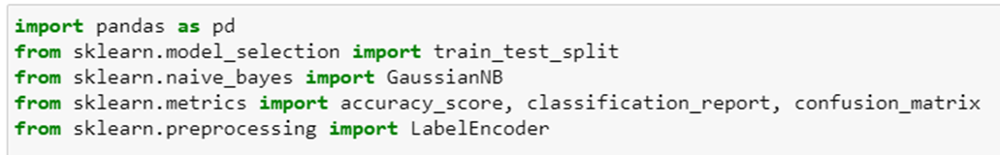 import pandas as pd
from sklearn.model_selection import train_test_split
from sklearn.naive_bayes import GaussianNB
from sklearn.metrics import accuracy_score, classification_report, confusion_matrix
from sklearn.preprocessing import LabelEncoder